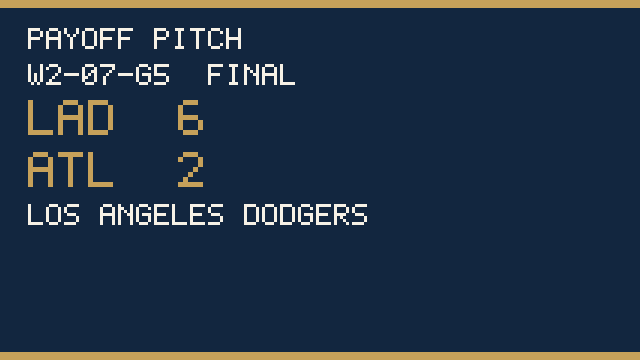 PAYOFF PITCH
W2-07-G5 FINAL
LAD 6
ATL 2
LOS ANGELES DODGERS